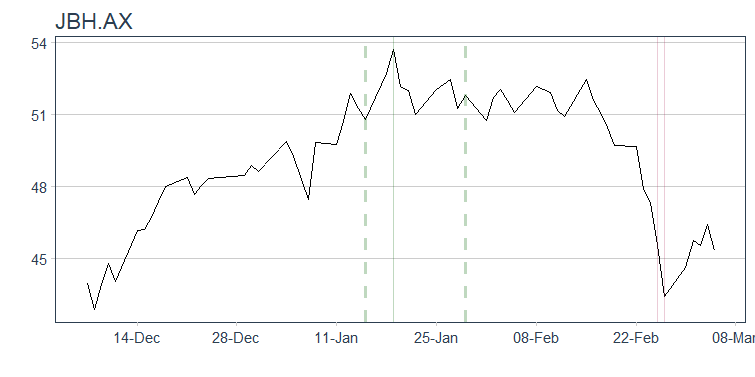 JBH.AX
54
51
48
45
14-Dec
28-Dec
11-Jan
25-Jan
08-Feb
22-Feb
08-Mar